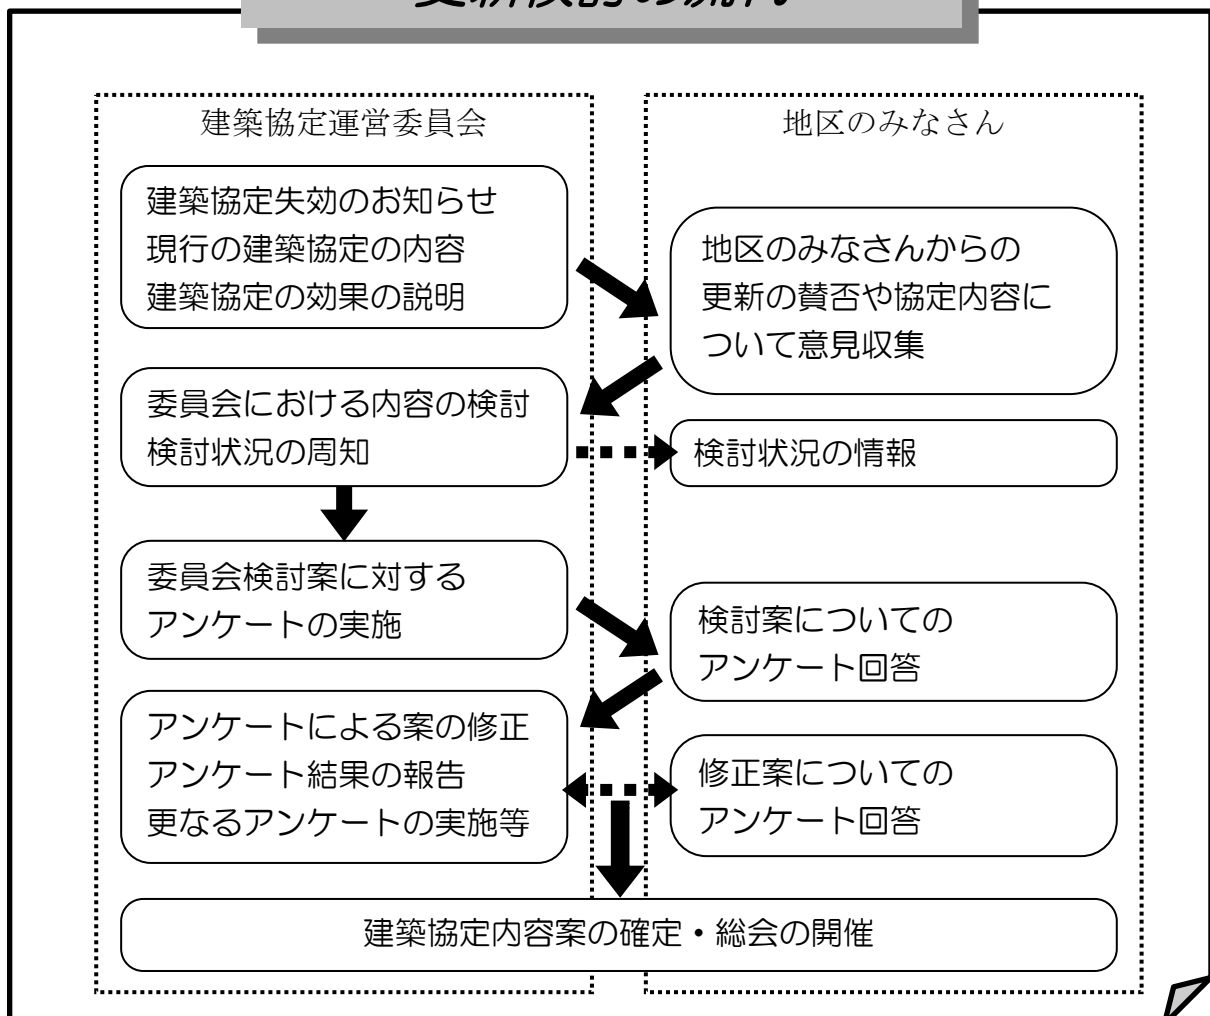 更新検討の流れ
建築協定運営委員会
建築協定失効のお知らせ
現行の建築協定の内容
建築協定の効果の説明
委員会における内容の検討
検討状況の周知
委員会検討案に対する
アンケートの実施
アンケートによる案の修正
アンケート結果の報告
更なるアンケートの実施等
地区のみなさん
地区のみなさんからの
更新の賛否や協定内容に
ついて意見収集
検討状況の情報
検討案についての
アンケート回答
修正案についての
アンケート回答
建築協定内容案の確定・総会の開催